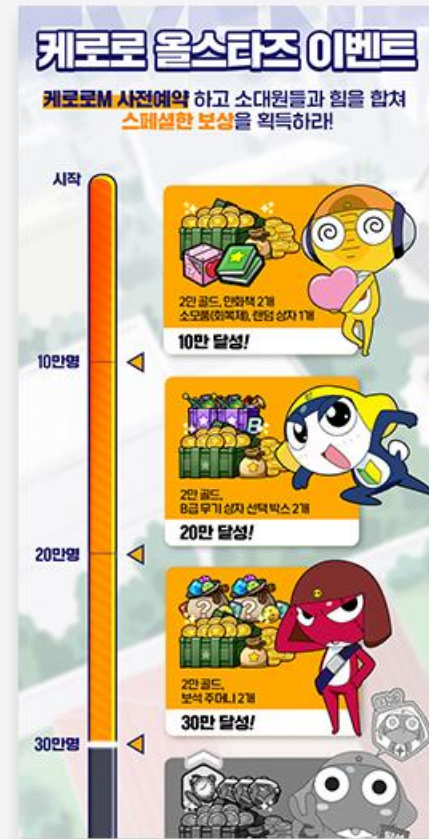 EVENT
케로로 올스타즈 이벤트
케로로M 사전예약 하고 소대원들과 힘을 합쳐
스페셜한 보상을 획득하라!
시작
2만 골드, 만화책 2개
소모품(회복제), 랜덤 상자 1개
10만 달성!
10만명
B
2만 골드,
B급 무기 상자 선택 박스 2개
20만 달성!
20만명
? ?
2만 골드,
보석 주머니 2개
30만 달성!
30만명